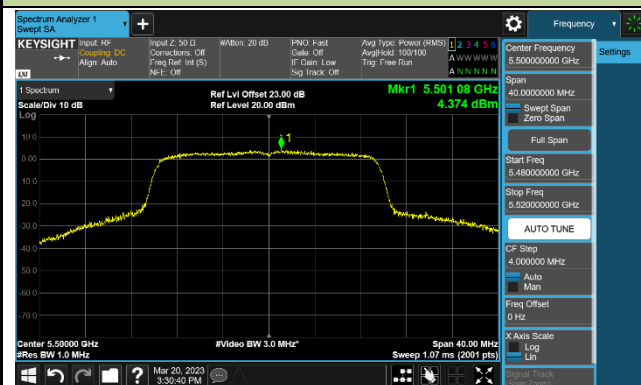 Spectrum Analyzer 1
Swept SA
Frequency
KEYSIGHT
Input: RF
Coupling: DC
Align: Auto
Input Z: 50 Ω
Corrections: Off
Freq Ref: Int (S)
NFE: Off
#Atten: 20 dB
PNO: Fast
Gate: Off
IF Gain: Low
Sig Track: Off
Avg Type: Power (RMS)
Avg|Hold: 100/100
Trig: Free Run
1 2 3 4 5 6
A W W W W W
A N N N N N
LXI
1 Spectrum
Scale/Div 10 dB
Log
Ref Lvl Offset 23.00 dB
Ref Level 20.00 dBm
Mkr1 5.501 08 GHz
4.374 dBm
1
10.0
0.00
-10.0
-20.0
-30.0
-40.0
-50.0
-60.0
-70.0
Center 5.50000 GHz
#Res BW 1.0 MHz
#Video BW 3.0 MHz*
Span 40.00 MHz
Sweep 1.07 ms (2001 pts)
Mar 20, 2023
3:30:40 PM
?
Center Frequency
5.500000000 GHz
Settings
Span
40.0000000 MHz
Swept Span
Zero Span
Full Span
Start Freq
5.480000000 GHz
Stop Freq
5.520000000 GHz
AUTO TUNE
CF Step
4.000000 MHz
Auto
Man
Freq Offset
0 Hz
X Axis Scale
Log
Lin
Signal Track
(Span Zoom)